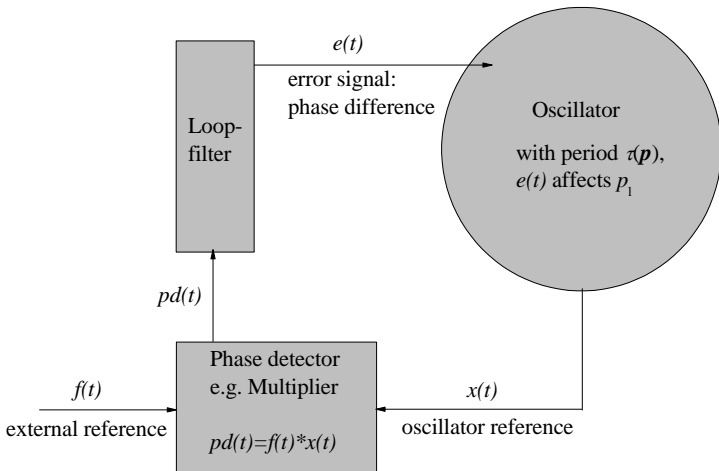 e(t)
error signal:
phase difference
Loop-
filter
Oscillator
with period τ(p),
e(t) affects p₁
pd(t)
Phase detector
e.g. Multiplier
pd(t)=f(t)*x(t)
f(t)
external reference
x(t)
oscillator reference